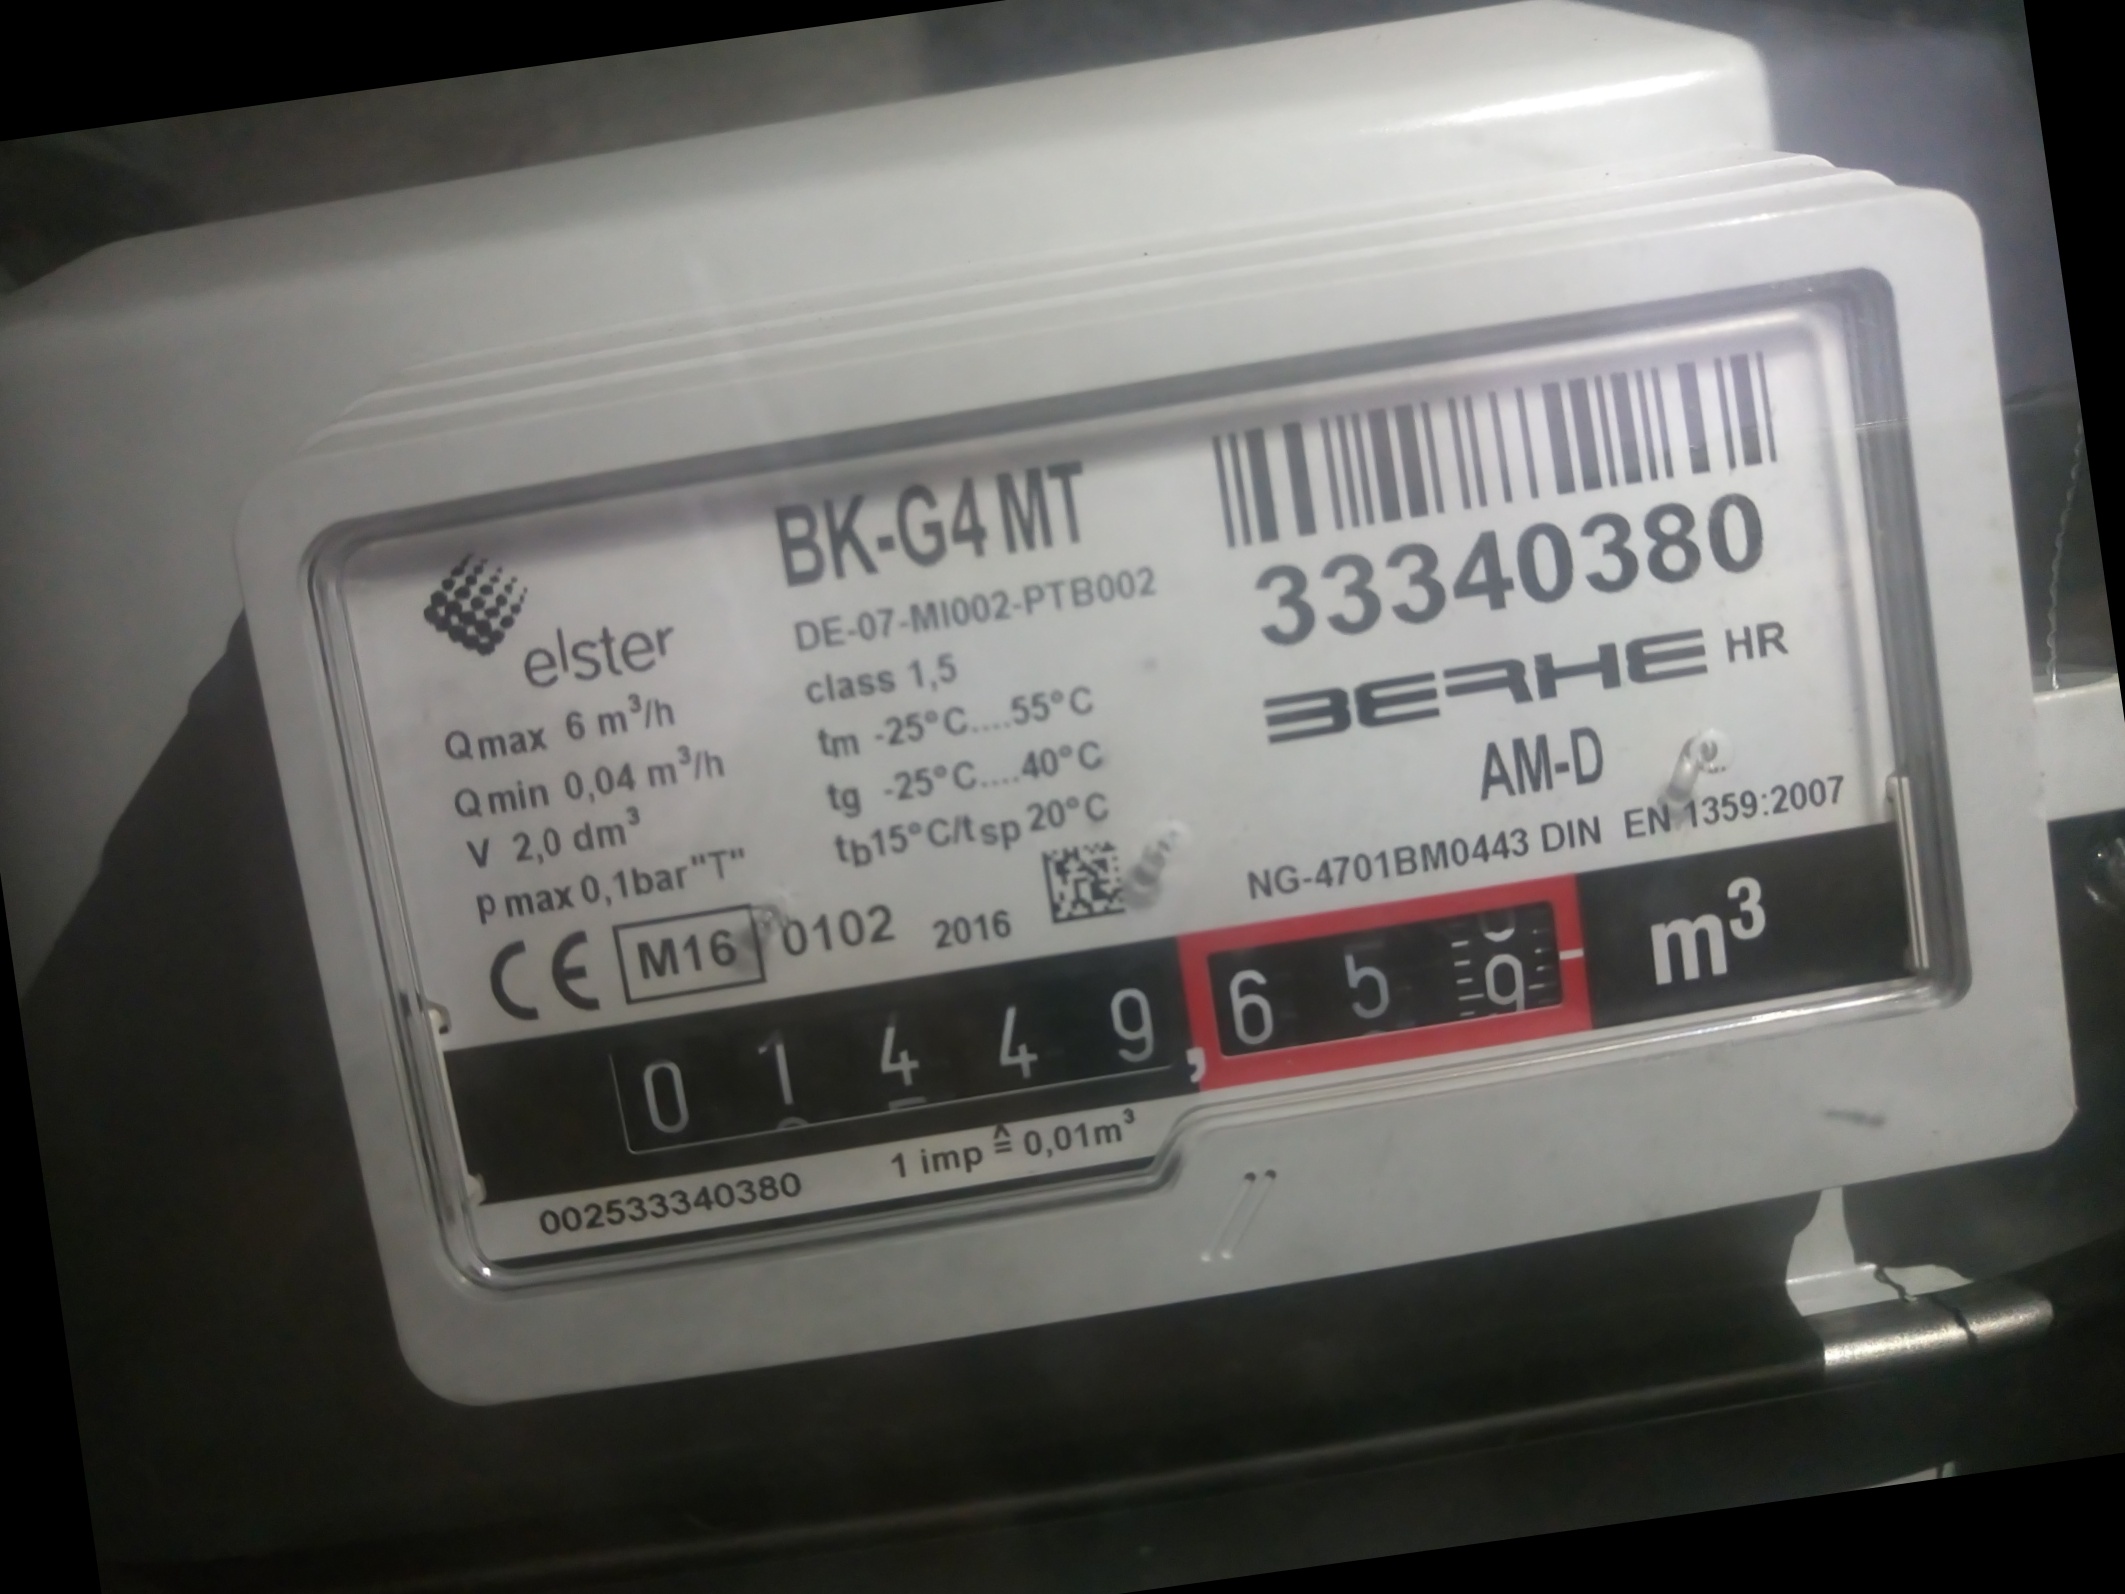 BK-G4 MT
DE-07-MI002-PTB002
class 1,5
tm -25°C....55°C
tg -25°C....40°C
tb15°C/tsp 20°C
elster
Qmax 6 m³/h
Qmin 0,04 m³/h
V 2,0 dm³
p max 0,1bar"T"
CE M16 0102 2016
33340380
BERHE HR
AM-D
NG-4701BM0443 DIN EN 1359:2007
01449,659 m³
002533340380 1 imp ≙ 0,01m³